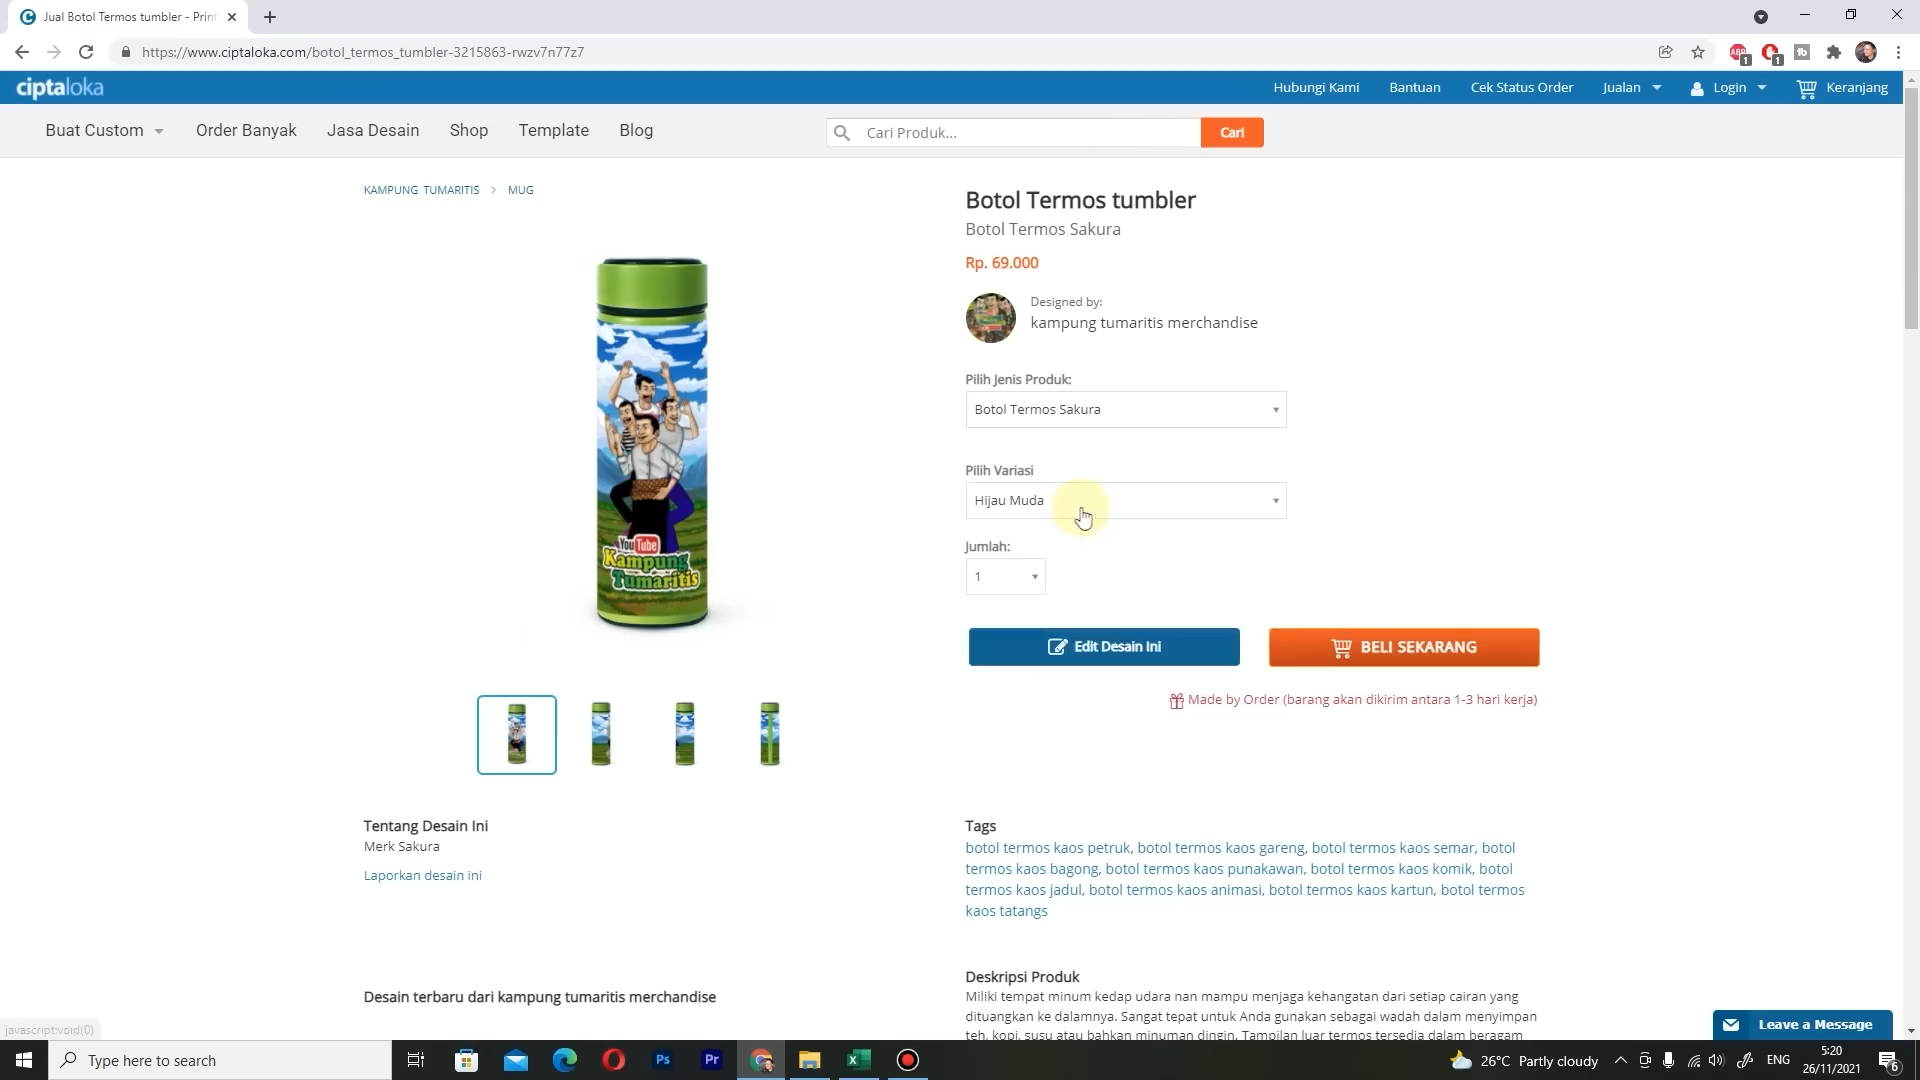 Jual Botol Termos tumbler - Print
https://www.ciptaloka.com/botol_termos_tumbler-3215863-rwzv7n77z7
ciptaloka
Hubungi Kami
Bantuan
Cek Status Order
Jualan
Login
Keranjang
Buat Custom
Order Banyak
Jasa Desain
Shop
Template
Blog
Cari Produk...
Cari
KAMPUNG TUMARITIS > MUG
Botol Termos tumbler
Botol Termos Sakura
Rp. 69.000
Designed by:
kampung tumaritis merchandise
Pilih Jenis Produk:
Botol Termos Sakura
Pilih Variasi
Hijau Muda
Jumlah:
1
YouTube
Kampung
Tumaritis
Edit Desain Ini
BELI SEKARANG
Made by Order (barang akan dikirim antara 1-3 hari kerja)
Tentang Desain Ini
Merk Sakura
Laporkan desain ini
Tags
botol termos kaos petruk, botol termos kaos gareng, botol termos kaos semar, botol
termos kaos bagong, botol termos kaos punakawan, botol termos kaos komik, botol
termos kaos jadul, botol termos kaos animasi, botol termos kaos kartun, botol termos
kaos tatangs
Desain terbaru dari kampung tumaritis merchandise
Deskripsi Produk
Miliki tempat minum kedap udara nan mampu menjaga kehangatan dari setiap cairan yang
dituangkan ke dalamnya. Sangat tepat untuk Anda gunakan sebagai wadah dalam menyimpan
teh, kopi, susu atau bahkan minuman dingin. Tampilan luar termos tersedia dalam beragam
Leave a Message
javascript:void(0)
Type here to search
Ps
Pr
26°C Partly cloudy
ENG
5:20
26/11/2021
6